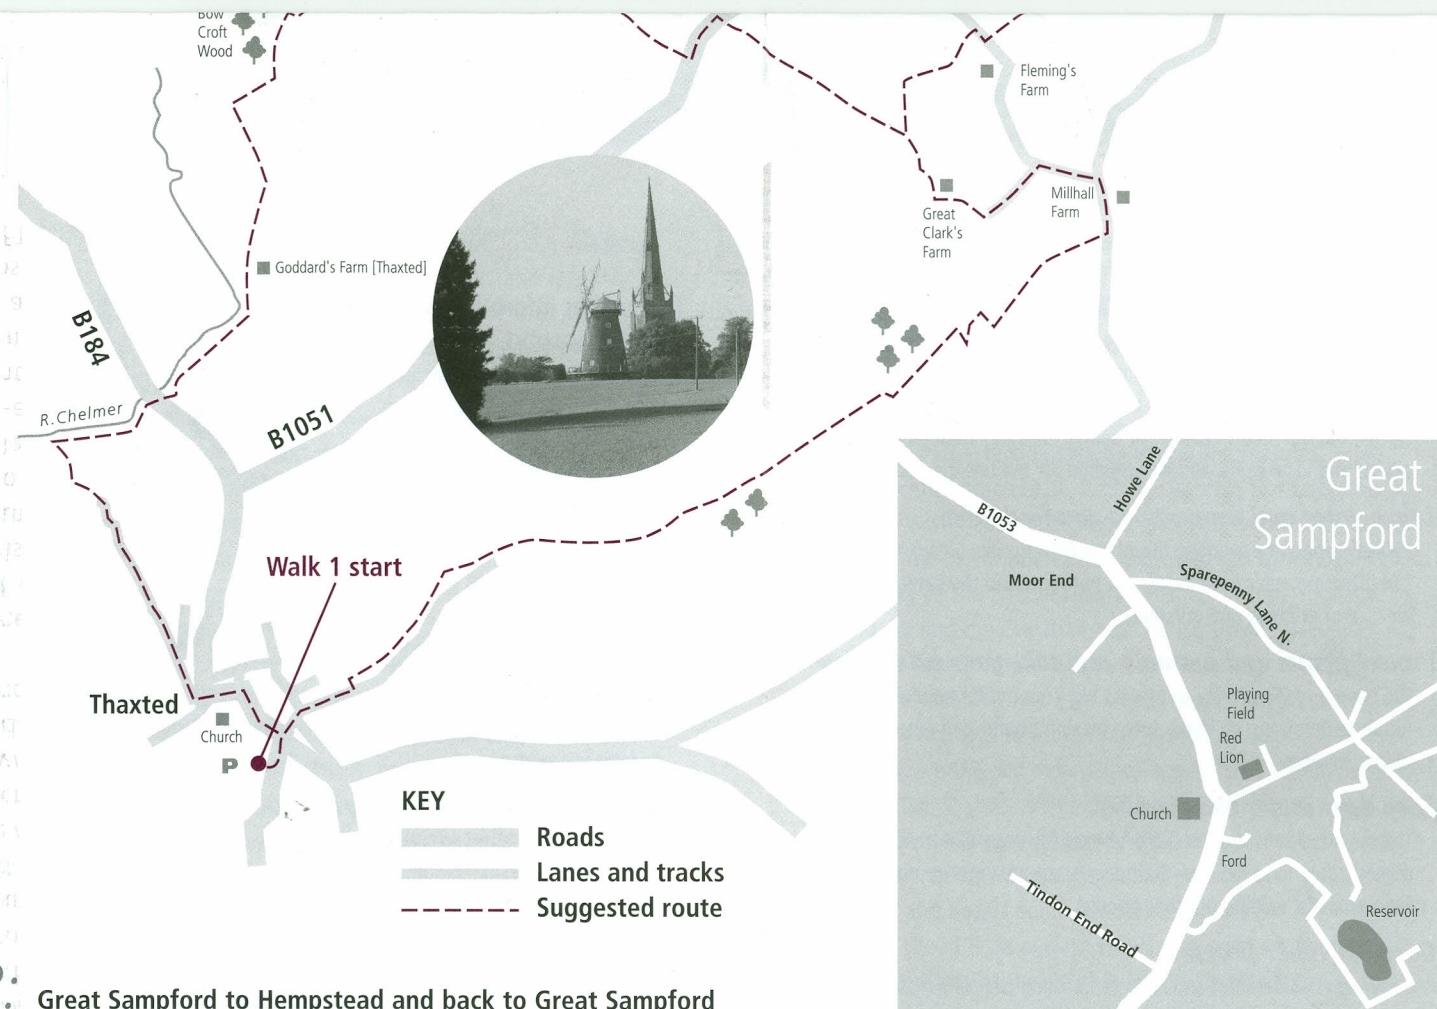 Bow
Croft
Wood
Fleming's
Farm
Great
Clark's
Farm
Millhall
Farm
Goddard's Farm [Thaxted]
B184
R.Chelmer
B1051
Walk 1 start
Thaxted
Church
P
KEY
Roads
Lanes and tracks
Suggested route
Great Sampford to Hempstead and back to Great Sampford
Great
Sampford
Howe Lane
B1053
Moor End
Sparepenny Lane N.
Playing
Field
Red
Lion
Church
Ford
Tindon End Road
Reservoir